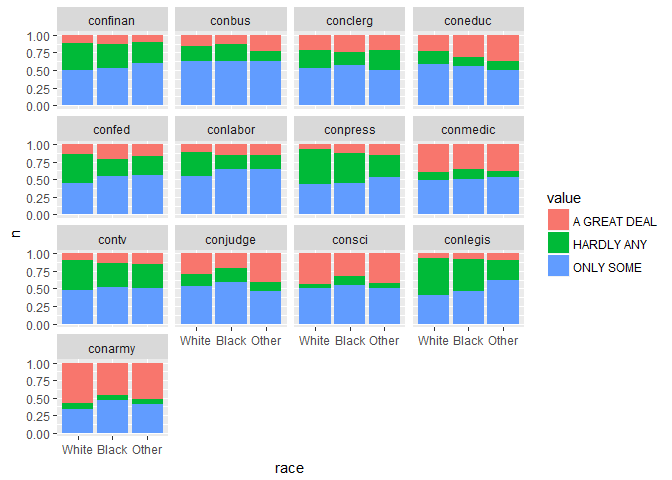 confinan conbus conclerg coneduc
1.00
0.75
0.50
0.25
0.00
confed conlabor conpress conmedic
1.00
0.75
0.50
0.25
0.00
contv conjudge consci conlegis
1.00
0.75
0.50
0.25
0.00
White Black Other White Black Other White Black Other
conarmy
1.00
0.75
0.50
0.25
0.00
White Black Other
race
n
value
A GREAT DEAL
HARDLY ANY
ONLY SOME